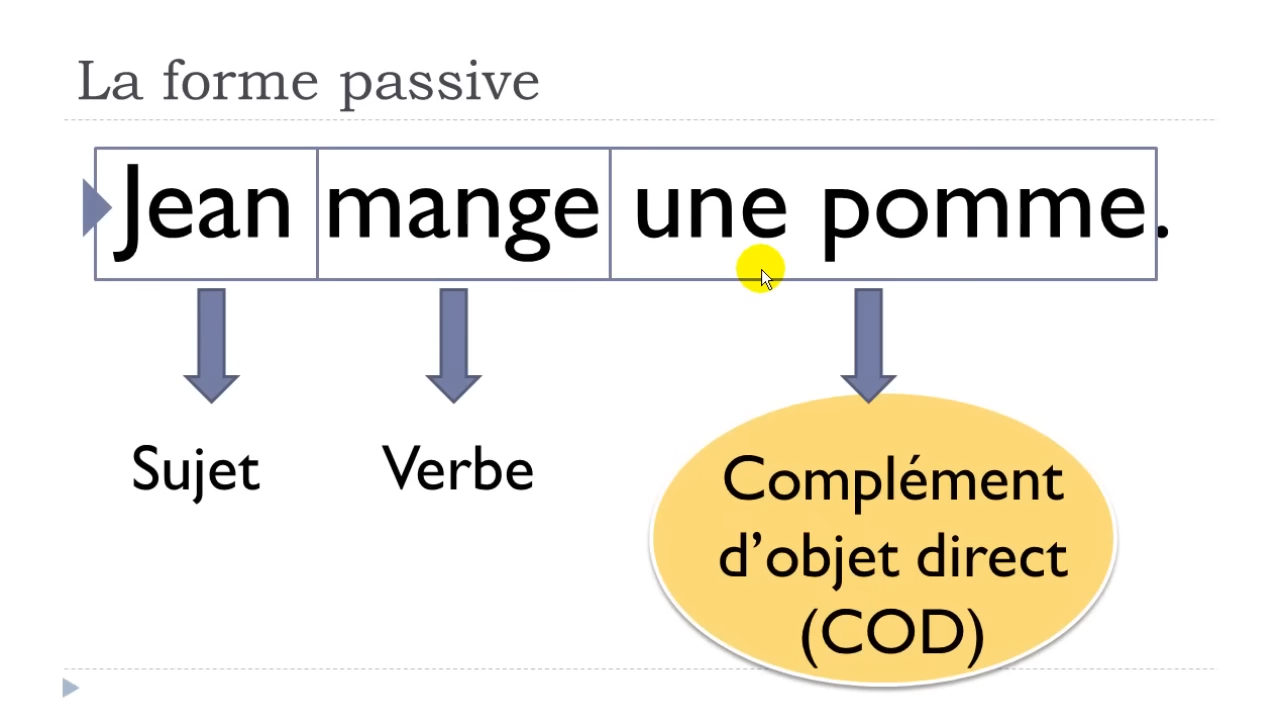 La forme passive
Jean mange une pomme.
Sujet
Verbe
Complément
d’objet direct
(COD)